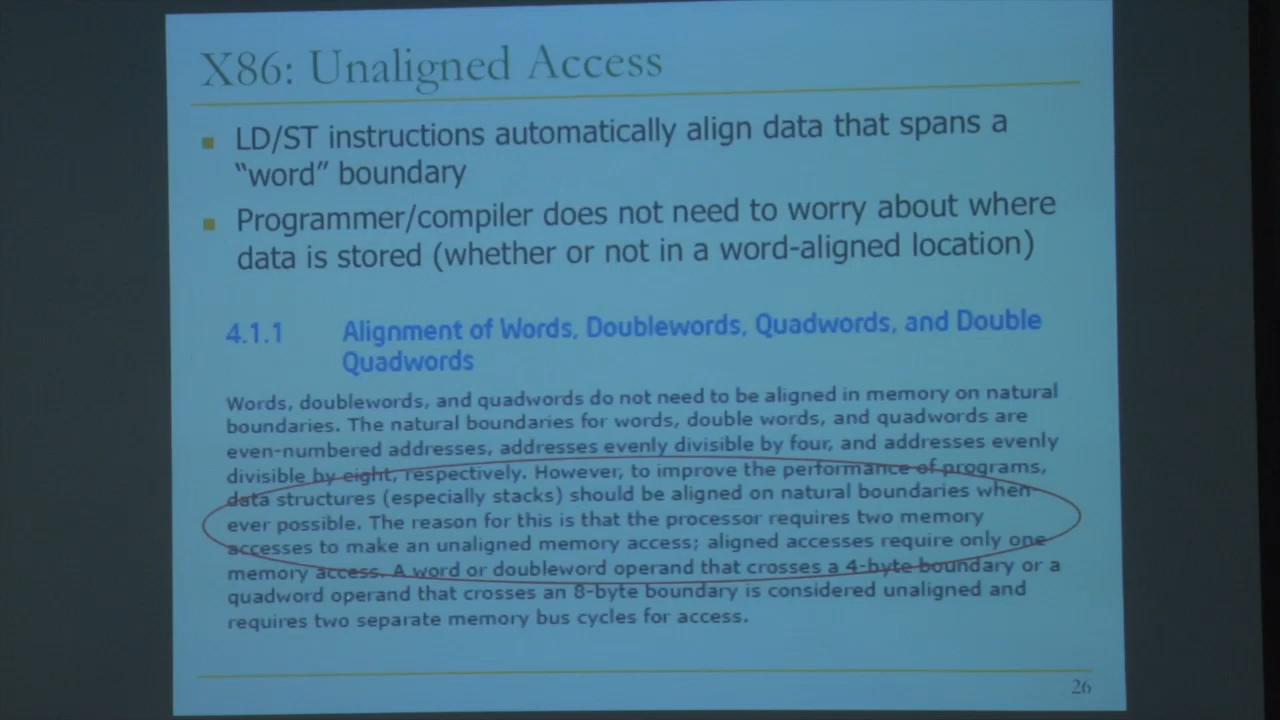 X86: Unaligned Access
LD/ST instructions automatically align data that spans a
“word” boundary
Programmer/compiler does not need to worry about where
data is stored (whether or not in a word-aligned location)
4.1.1 Alignment of Words, Doublewords, Quadwords, and Double
Quadwords
Words, doublewords, and quadwords do not need to be aligned in memory on natural
boundaries. The natural boundaries for words, double words, and quadwords are
even-numbered addresses, addresses evenly divisible by four, and addresses evenly
divisible by eight, respectively. However, to improve the performance of programs,
data structures (especially stacks) should be aligned on natural boundaries when
ever possible. The reason for this is that the processor requires two memory
accesses to make an unaligned memory access; aligned accesses require only one
memory access. A word or doubleword operand that crosses a 4-byte boundary or a
quadword operand that crosses an 8-byte boundary is considered unaligned and
requires two separate memory bus cycles for access.
26